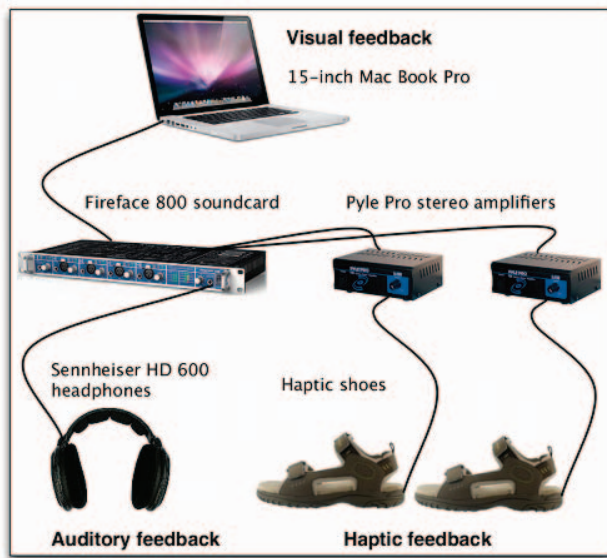 Visual feedback
15-inch Mac Book Pro
Fireface 800 soundcard
Pyle Pro stereo amplifiers
Sennheiser HD 600
headphones
Haptic shoes
Auditory feedback
Haptic feedback